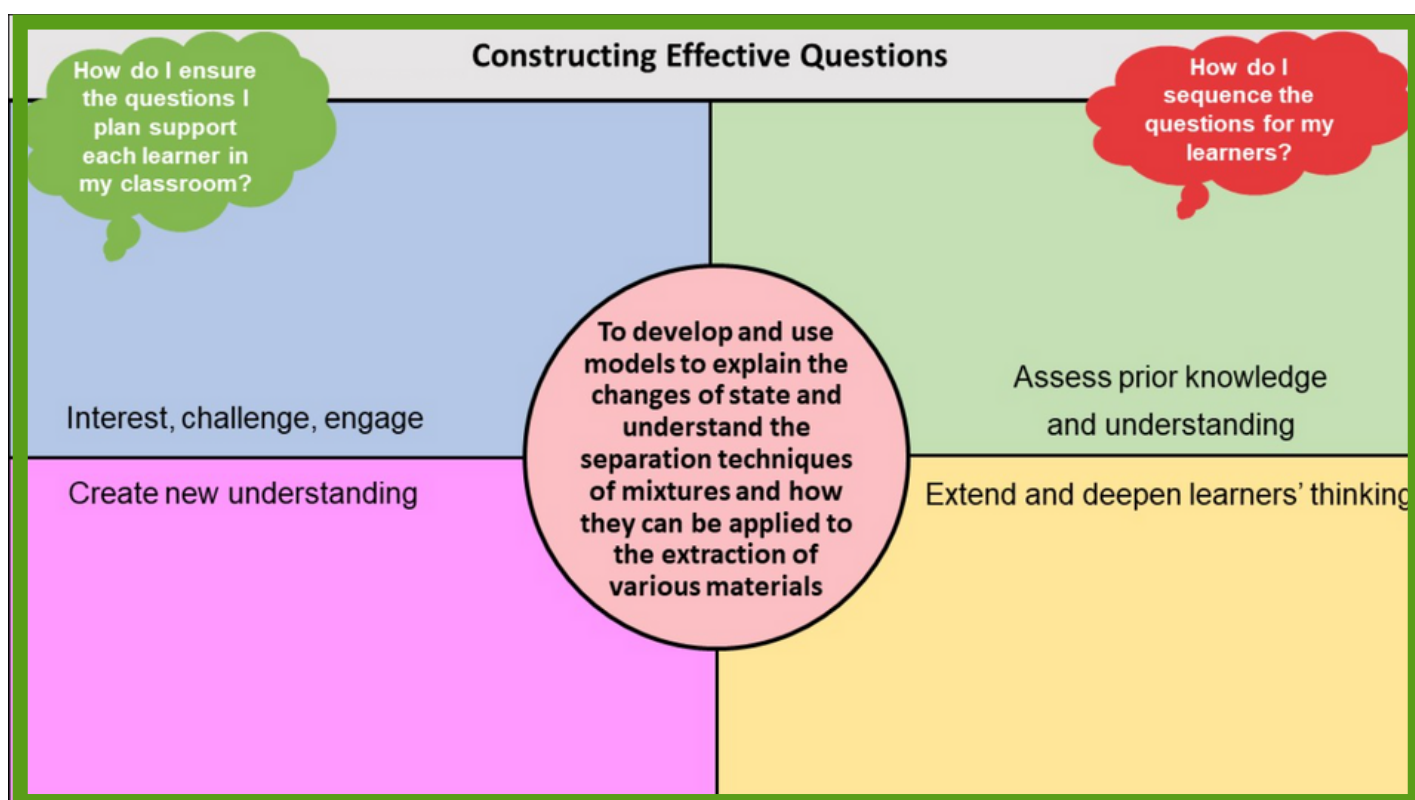 Constructing Effective Questions
How do I ensure
the questions I
plan support
each learner in
my classroom?
How do I
sequence the
questions for my
learners?
Interest, challenge, engage
Assess prior knowledge
and understanding
To develop and use
models to explain the
changes of state and
understand the
separation techniques
of mixtures and how
they can be applied to
the extraction of
various materials
Create new understanding
Extend and deepen learners’ thinking